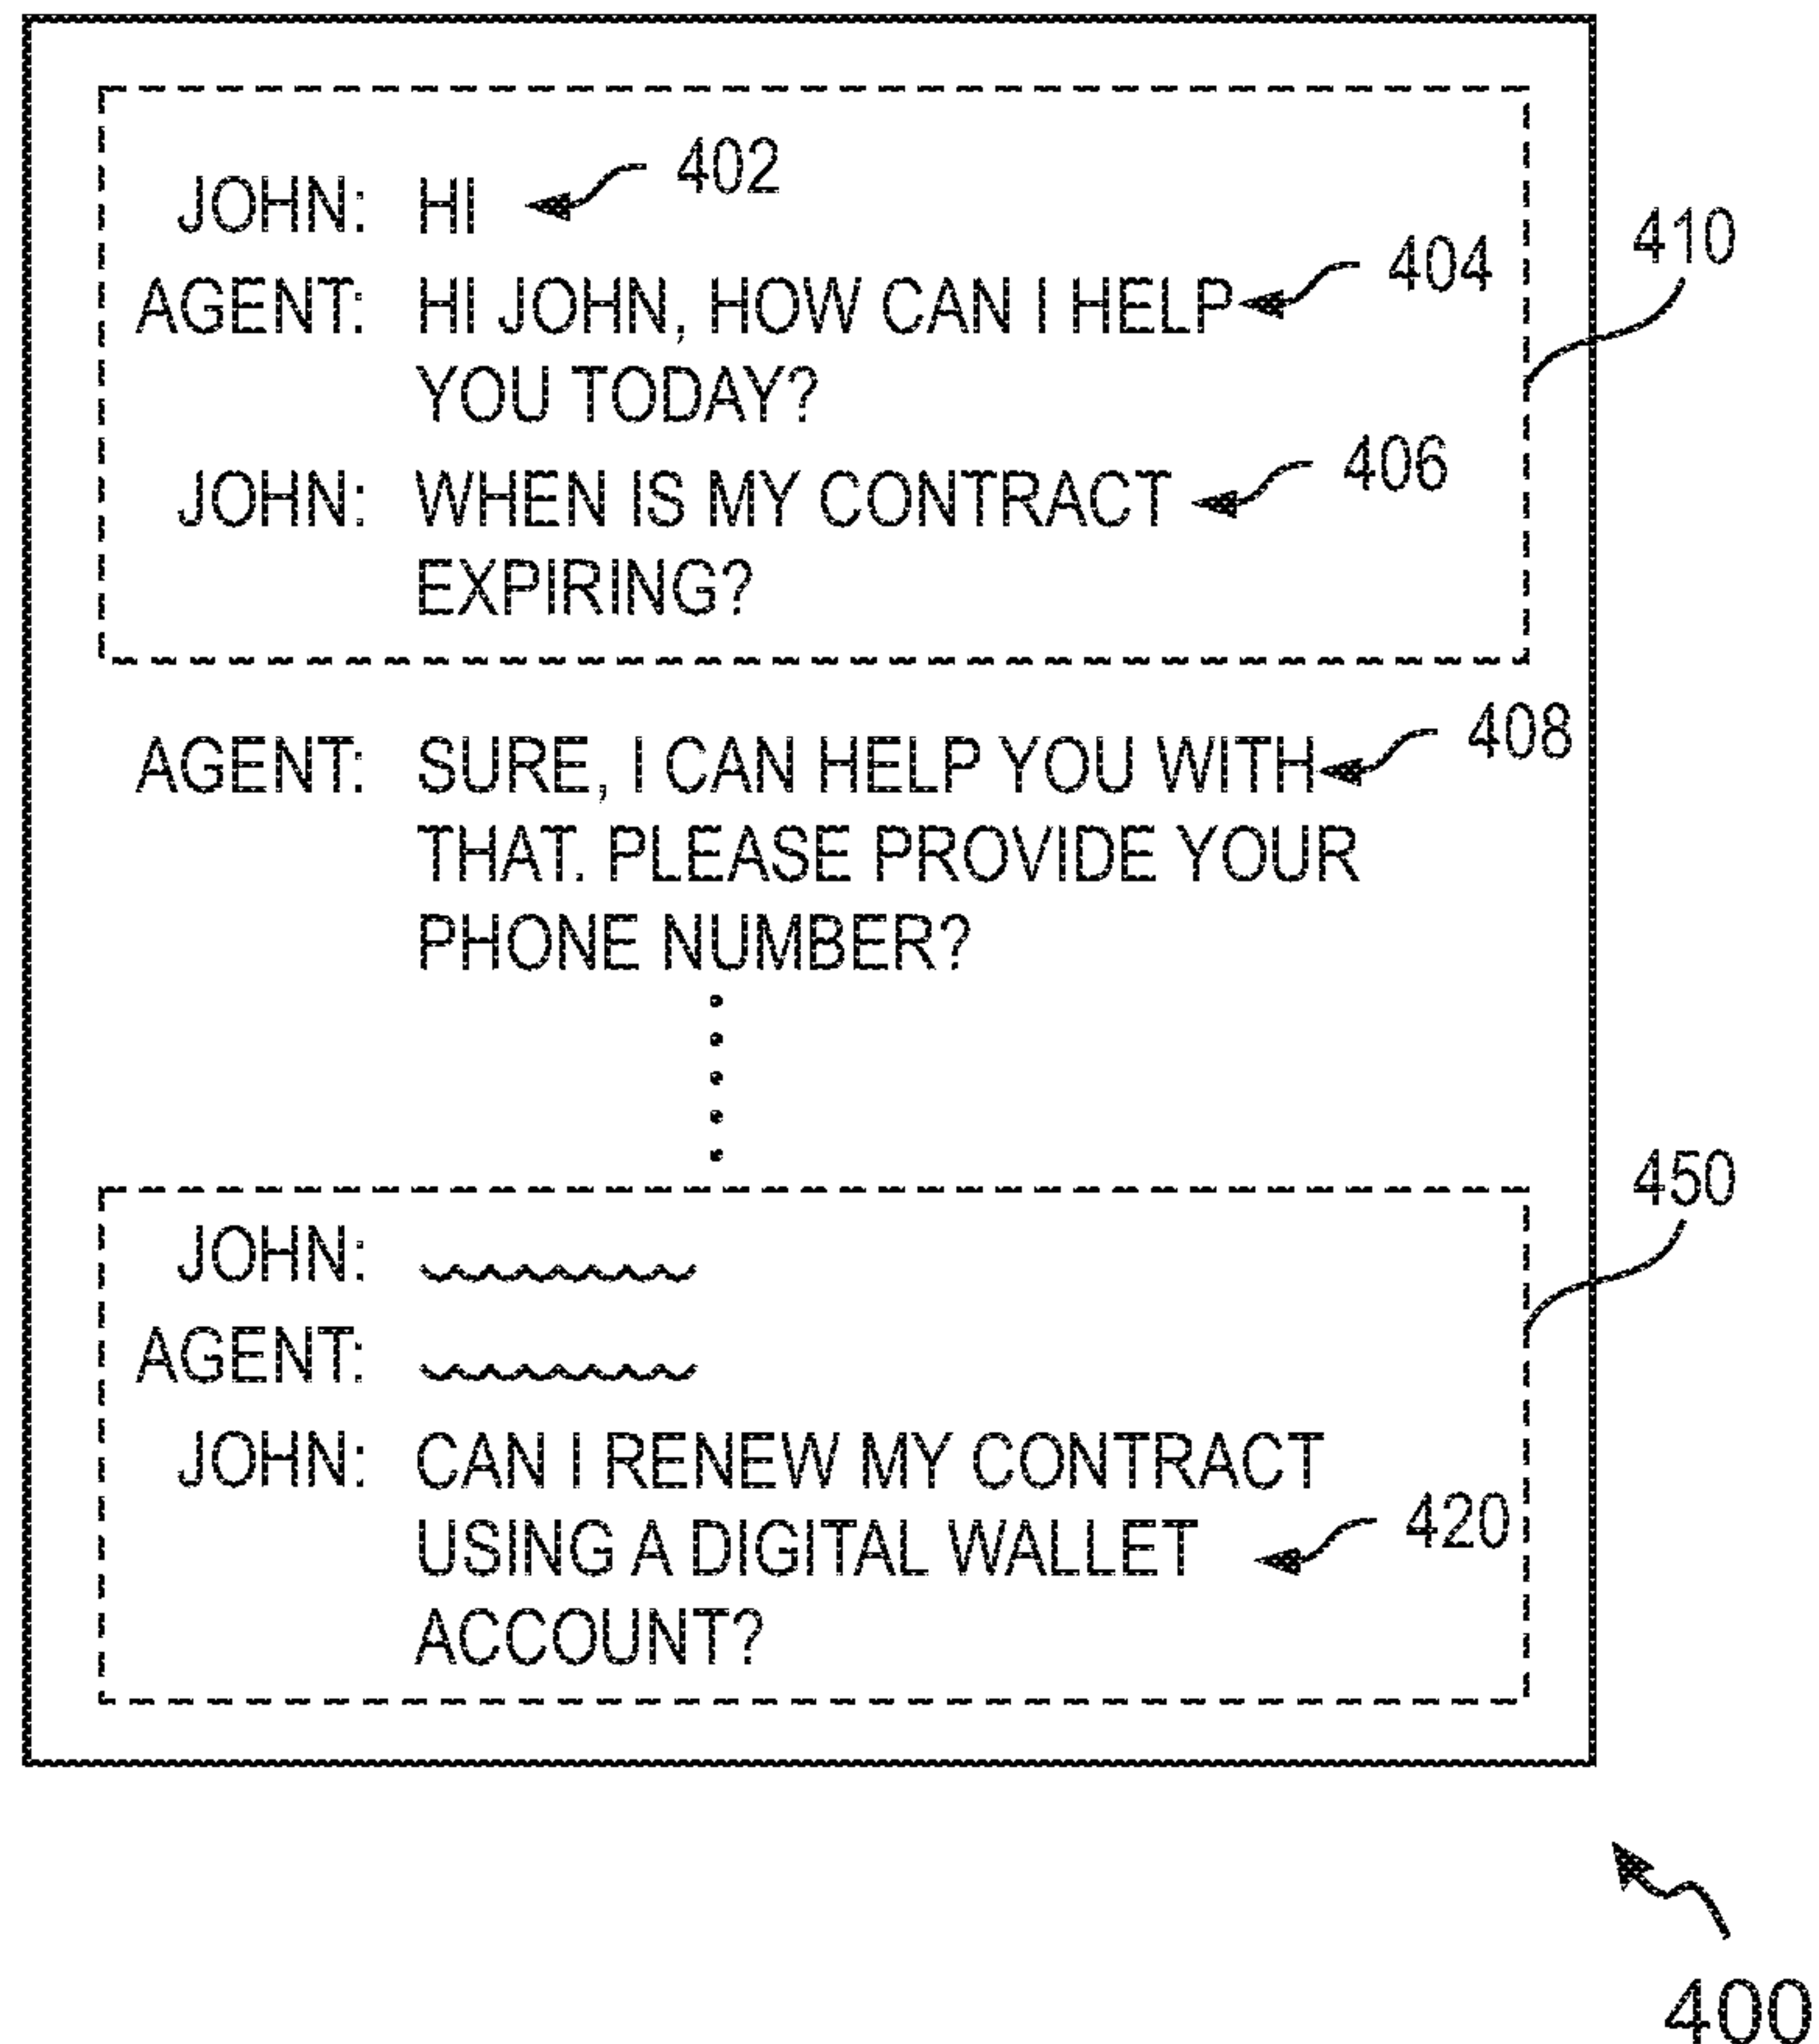 JOHN: HI 402
AGENT: HI JOHN, HOW CAN I HELP 404
YOU TODAY?
410
JOHN: WHEN IS MY CONTRACT 406
EXPIRING?
AGENT: SURE, I CAN HELP YOU WITH 408
THAT. PLEASE PROVIDE YOUR
PHONE NUMBER?
450
JOHN:
AGENT:
JOHN: CAN I RENEW MY CONTRACT
USING A DIGITAL WALLET 420
ACCOUNT?
400